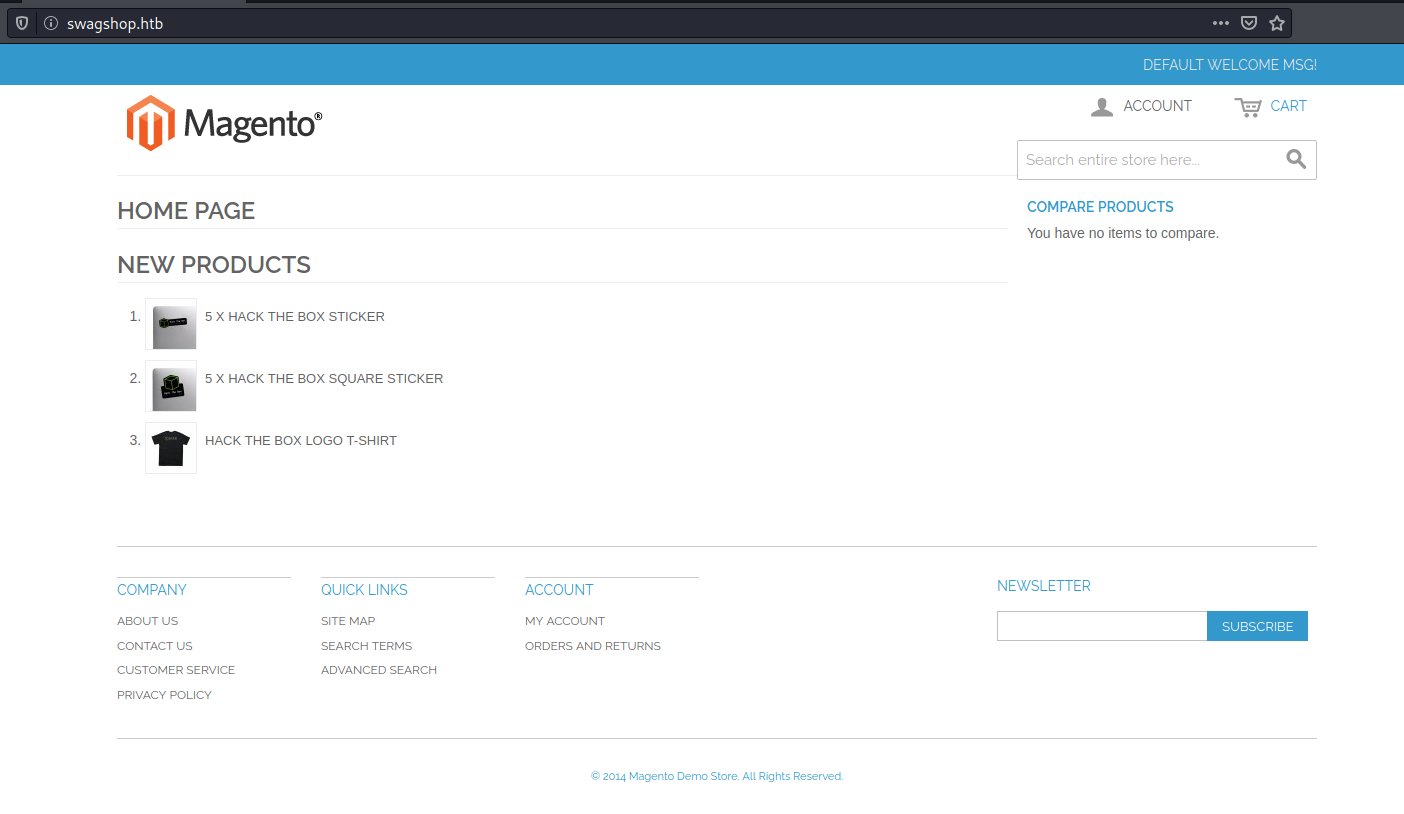 swagshop.htb
DEFAULT WELCOME MSG!
Magento®
ACCOUNT
CART
Search entire store here...
HOME PAGE
COMPARE PRODUCTS
You have no items to compare.
NEW PRODUCTS
1. 5 X HACK THE BOX STICKER
2. 5 X HACK THE BOX SQUARE STICKER
3. HACK THE BOX LOGO T-SHIRT
COMPANY
ABOUT US
CONTACT US
CUSTOMER SERVICE
PRIVACY POLICY
QUICK LINKS
SITE MAP
SEARCH TERMS
ADVANCED SEARCH
ACCOUNT
MY ACCOUNT
ORDERS AND RETURNS
NEWSLETTER
SUBSCRIBE
© 2014 Magento Demo Store. All Rights Reserved.